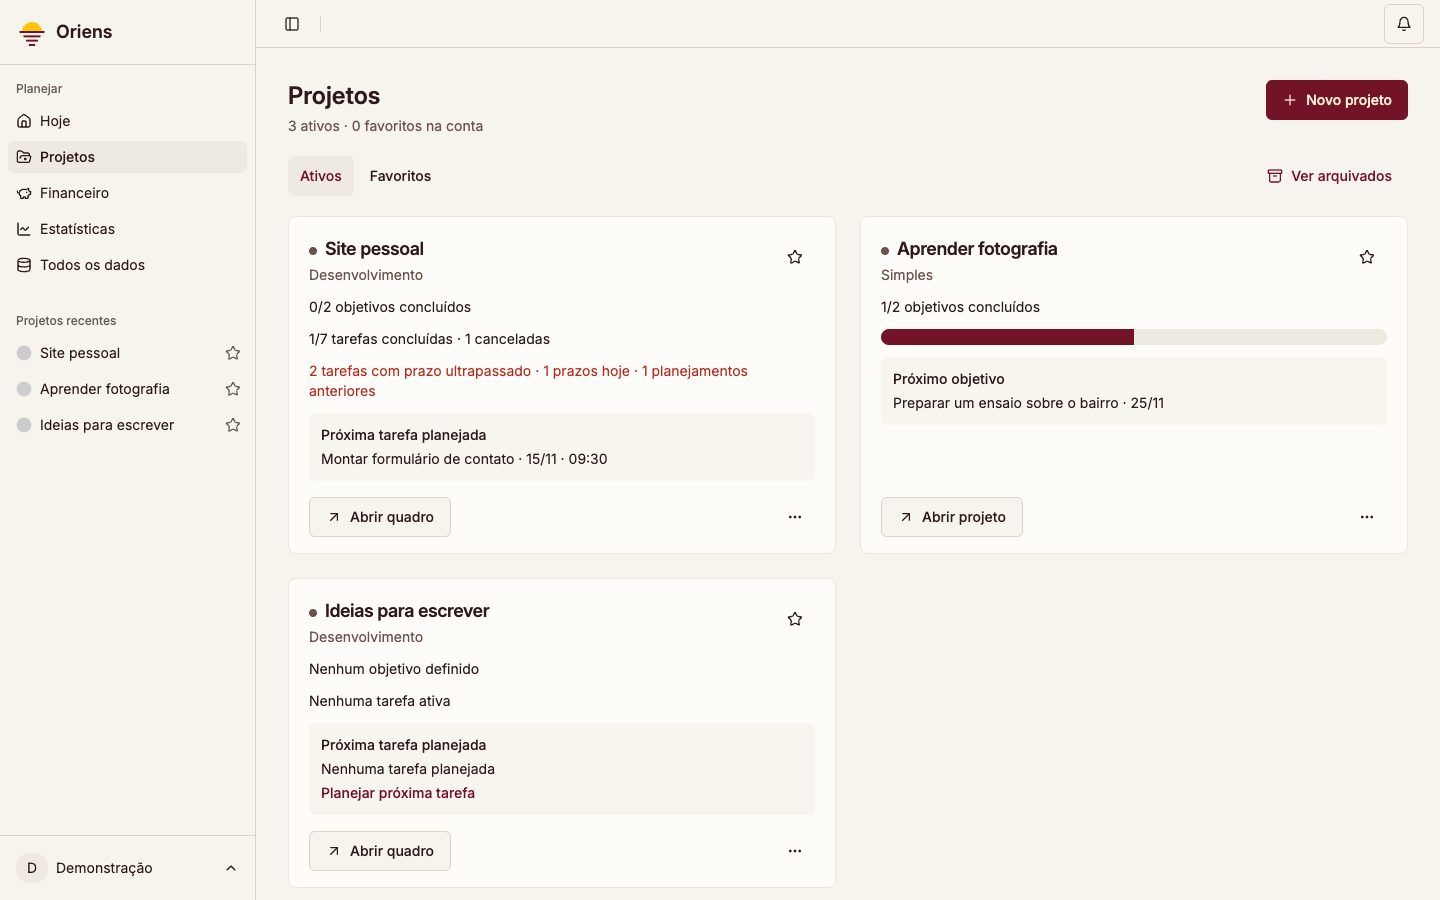 Oriens
Planejar
Hoje
Projetos
Financeiro
Estatísticas
Todos os dados
Projetos recentes
Site pessoal
Aprender fotografia
Ideias para escrever
D
Demonstração
Projetos
3 ativos · 0 favoritos na conta
Novo projeto
Ativos
Favoritos
Ver arquivados
Site pessoal
Desenvolvimento
0/2 objetivos concluídos
1/7 tarefas concluídas · 1 canceladas
2 tarefas com prazo ultrapassado · 1 prazos hoje · 1 planejamentos
anteriores
Próxima tarefa planejada
Montar formulário de contato · 15/11 · 09:30
Abrir quadro
Aprender fotografia
Simples
1/2 objetivos concluídos
Próximo objetivo
Preparar um ensaio sobre o bairro · 25/11
Abrir projeto
Ideias para escrever
Desenvolvimento
Nenhum objetivo definido
Nenhuma tarefa ativa
Próxima tarefa planejada
Nenhuma tarefa planejada
Planejar próxima tarefa
Abrir quadro